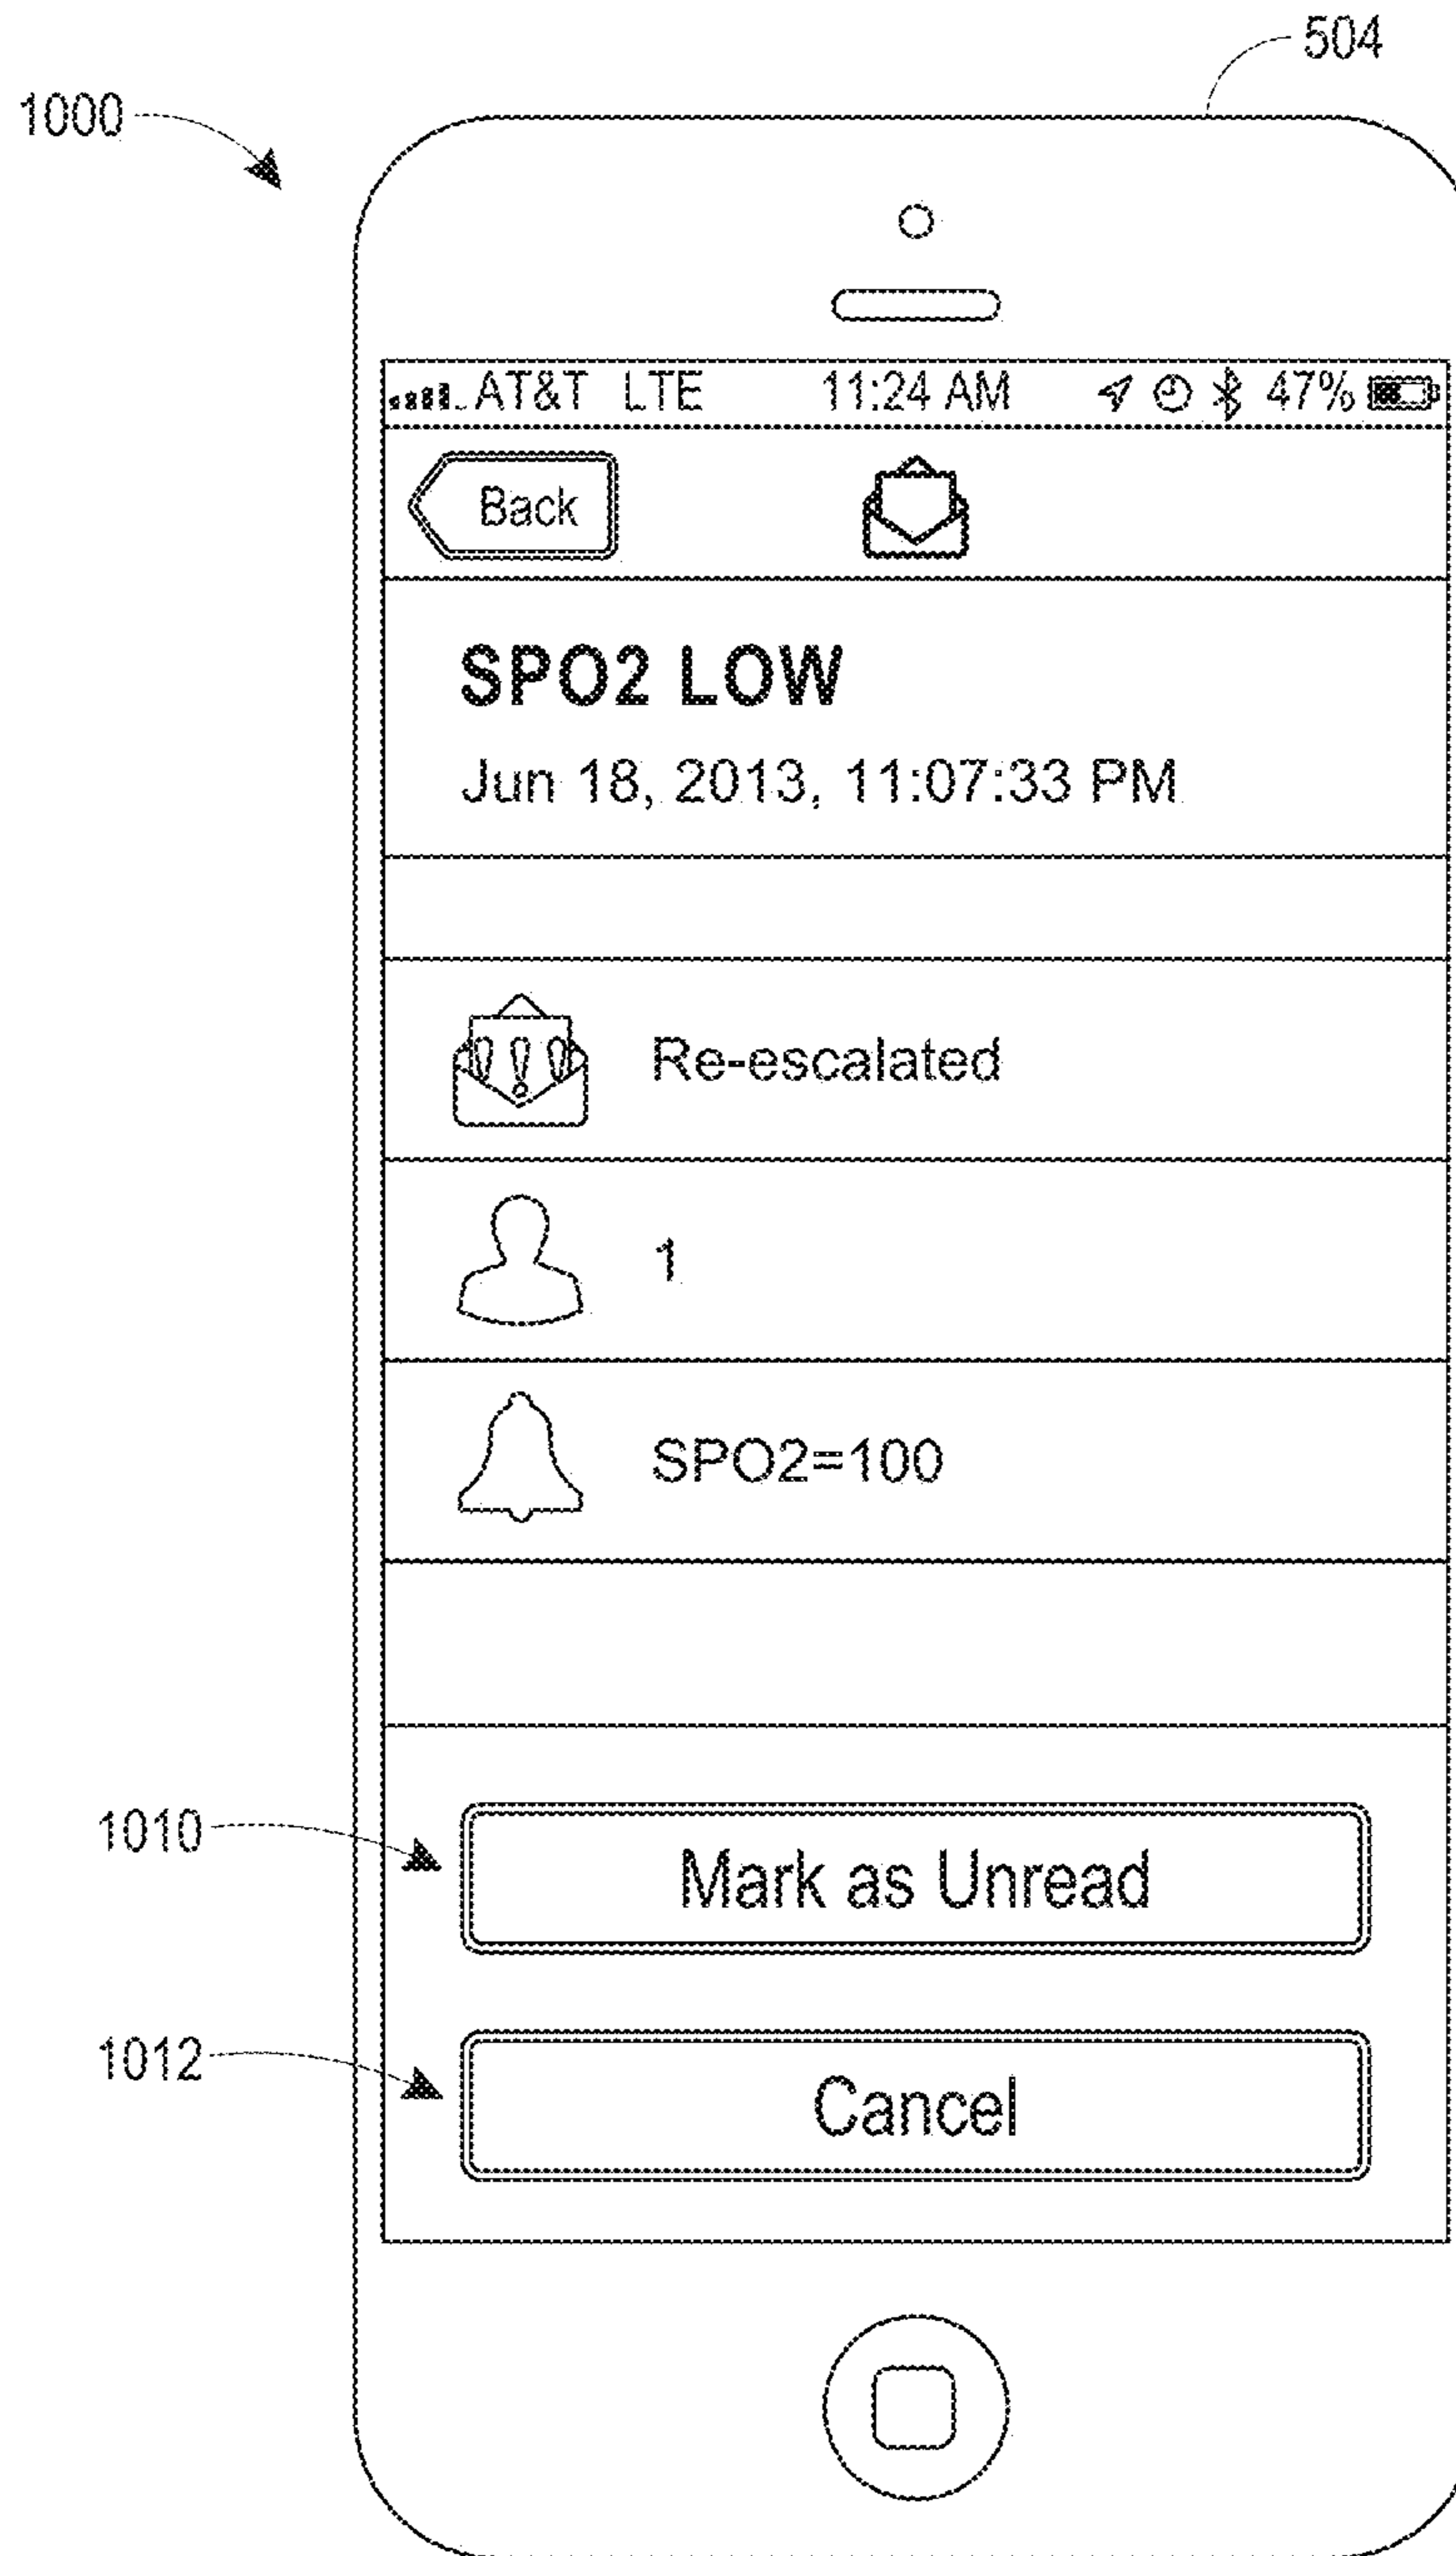 504
1000
AT&T LTE 11:24 AM 47%
Back
SPO2 LOW
Jun 18, 2013, 11:07:33 PM
Re-escalated
1
SPO2=100
1010
Mark as Unread
1012
Cancel